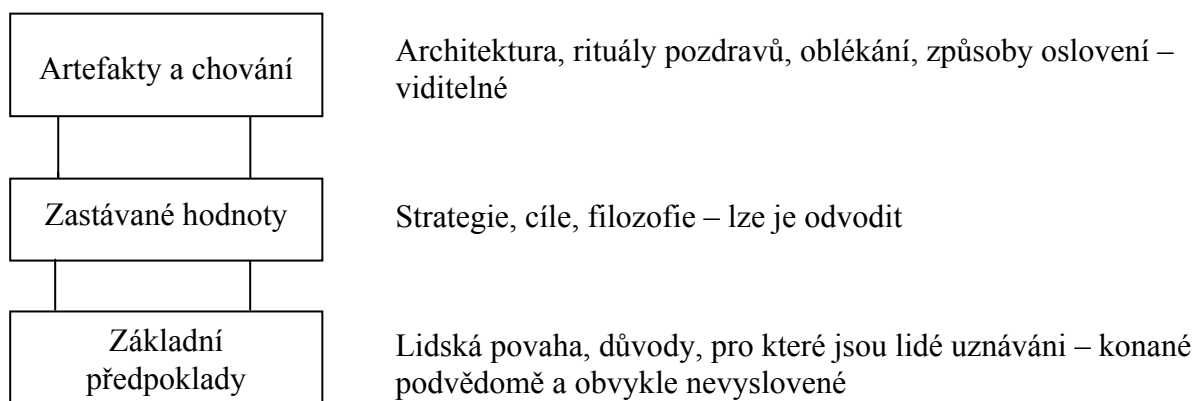 Artefakty a chování
Architektura, rituály pozdravů, oblékání, způsoby oslovení –
viditelné
Zastávané hodnoty
Strategie, cíle, filozofie – lze je odvodit
Základní
předpoklady
Lidská povaha, důvody, pro které jsou lidé uznáváni – konané
podvědomě a obvykle nevyslovené